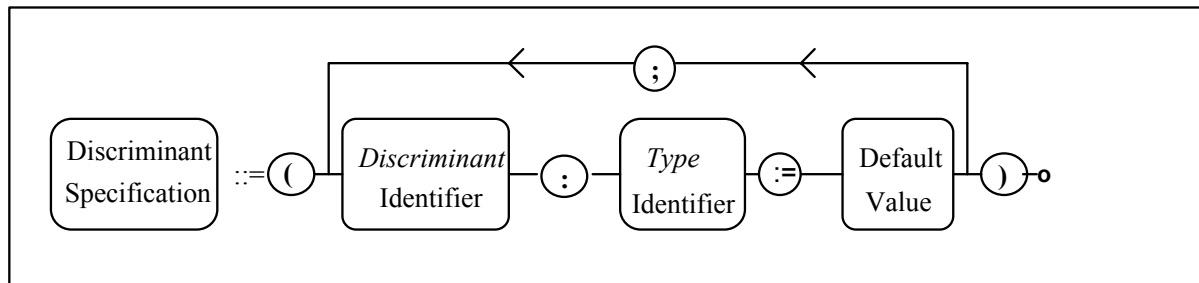 ;
Discriminant
Specification
::=
(
Discriminant
Identifier
:
Type
Identifier
:=
Default
Value
)
o